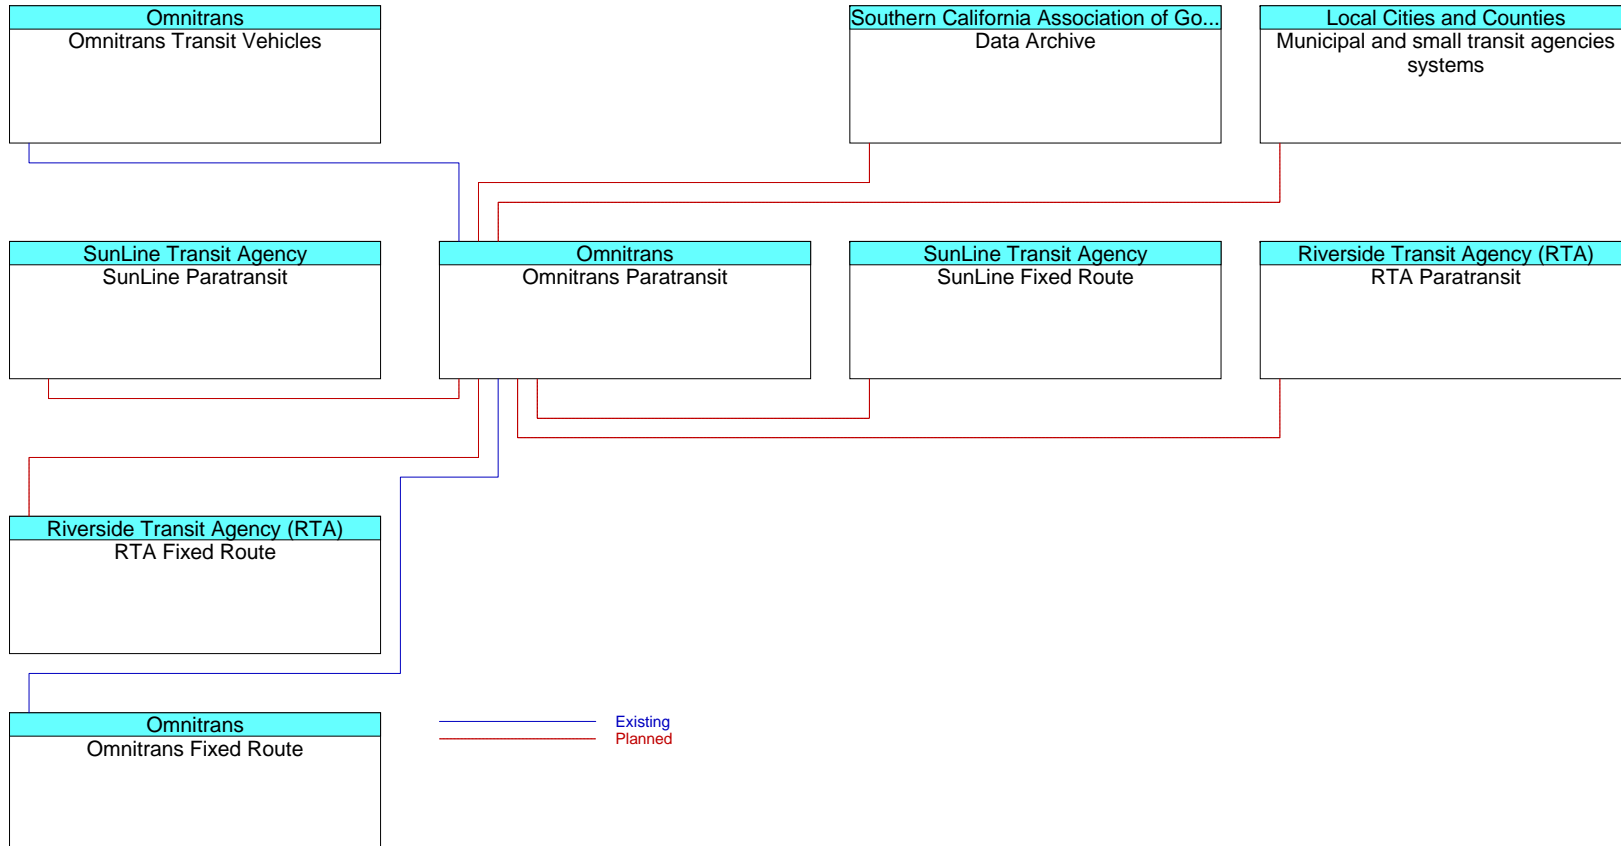 Omnitrans
Omnitrans Transit Vehicles
Southern California Association of Go...
Data Archive
Local Cities and Counties
Municipal and small transit agencies
systems
SunLine Transit Agency
SunLine Paratransit
Omnitrans
Omnitrans Paratransit
SunLine Transit Agency
SunLine Fixed Route
Riverside Transit Agency (RTA)
RTA Paratransit
Riverside Transit Agency (RTA)
RTA Fixed Route
Omnitrans
Omnitrans Fixed Route
Existing
Planned